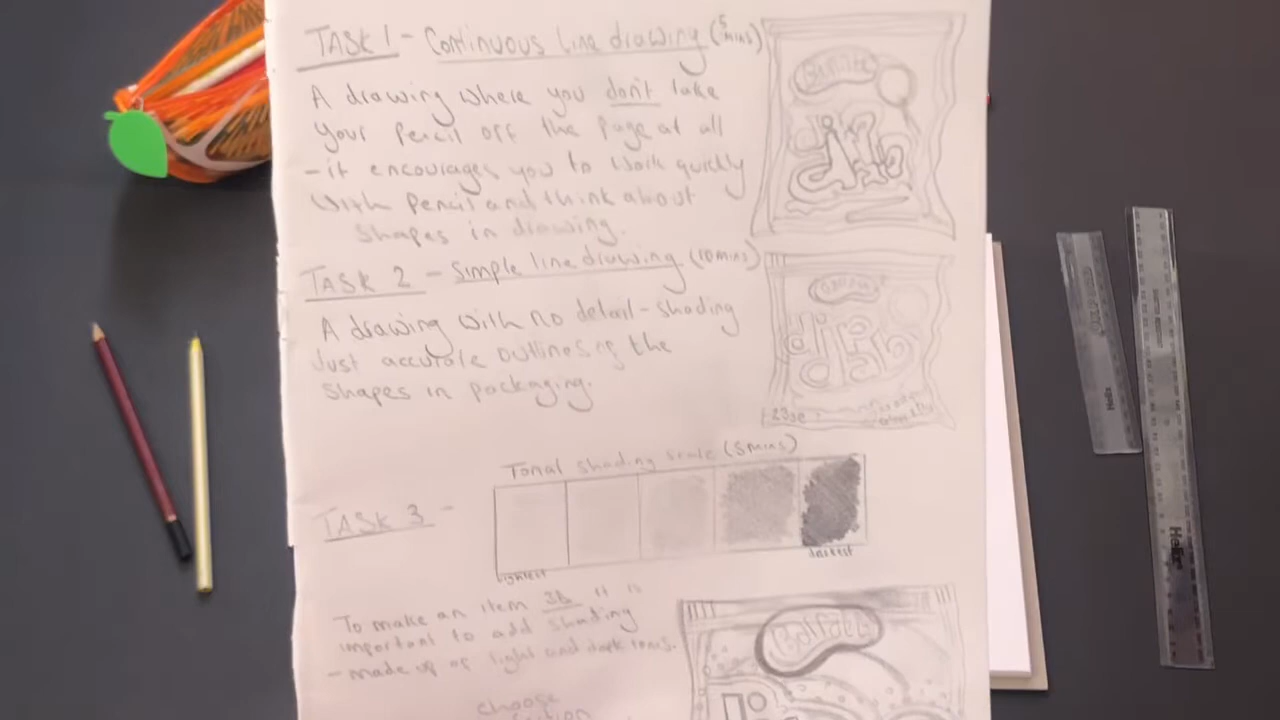 TASK 1 - Continuous line drawing (5 mins)
A drawing where you don't take
your pencil off the page at all
- it encourages you to work quickly
with pencil and think about
shapes in drawing.
TASK 2 - Simple line drawing (10 mins)
A drawing with no detail - shading
Just accurate outlines of the
shapes in packaging.
Tonal shading scale (5 mins)
TASK 3 -
lightest
darkest
To make an item 3D it is
important to add shading
- made up of light and dark tones.
choose
Helix
Helix